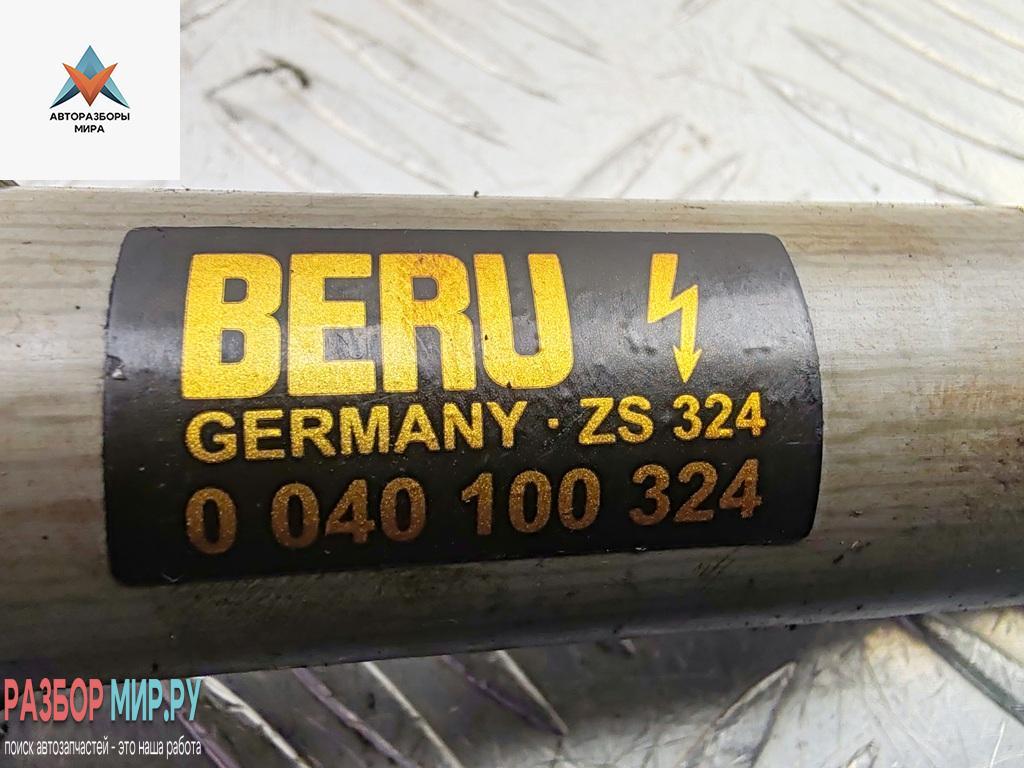 АВТОРАЗБОРЫ
МИРА
BERU
GERMANY · ZS 324
0 040 100 324
РАЗБОР МИР.РУ
поиск автозапчастей - это наша работа